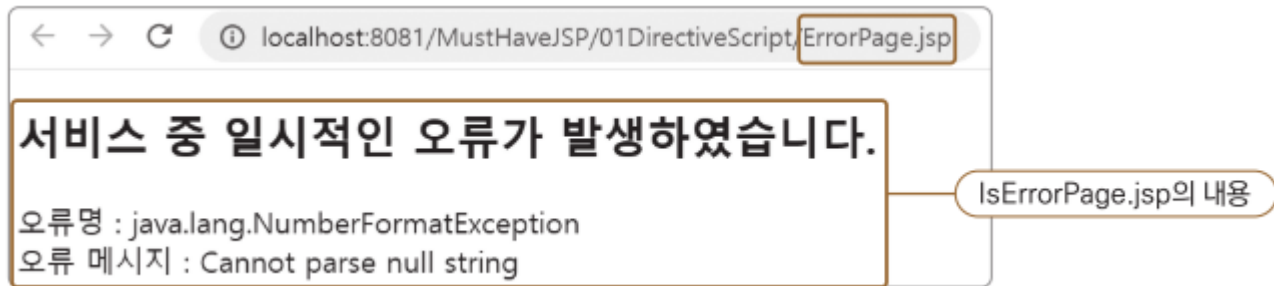 localhost:8081/MustHaveJSP/01DirectiveScript/ErrorPage.jsp
서비스 중 일시적인 오류가 발생하였습니다.
IsErrorPage.jsp의 내용
오류명 : java.lang.NumberFormatException
오류 메시지 : Cannot parse null string